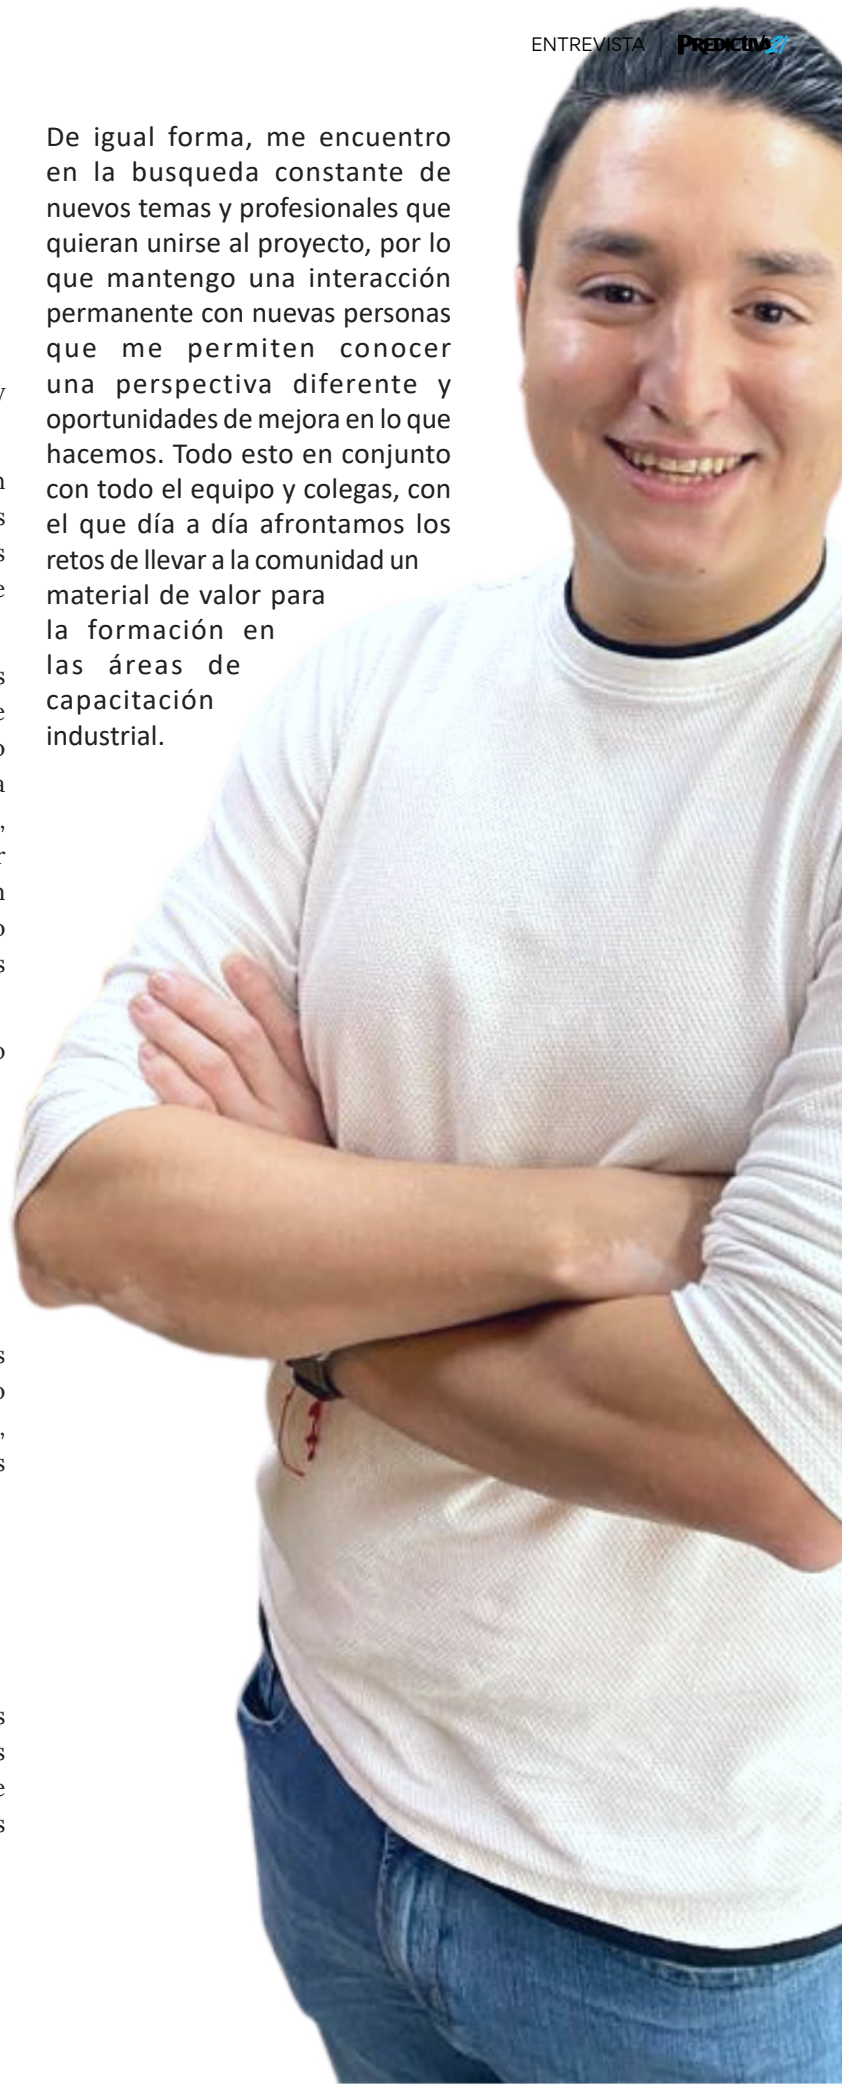 ENTREVISTA | PREDICTIVA21
De igual forma, me encuentro
en la busqueda constante de
nuevos temas y profesionales que
quieran unirse al proyecto, por lo
que mantengo una interacción
permanente con nuevas personas
que me permiten conocer
una perspectiva diferente y
oportunidades de mejora en lo que
hacemos. Todo esto en conjunto
con todo el equipo y colegas, con
el que día a día afrontamos los
retos de llevar a la comunidad un
material de valor para
la formación en
las áreas de
capacitación
industrial.